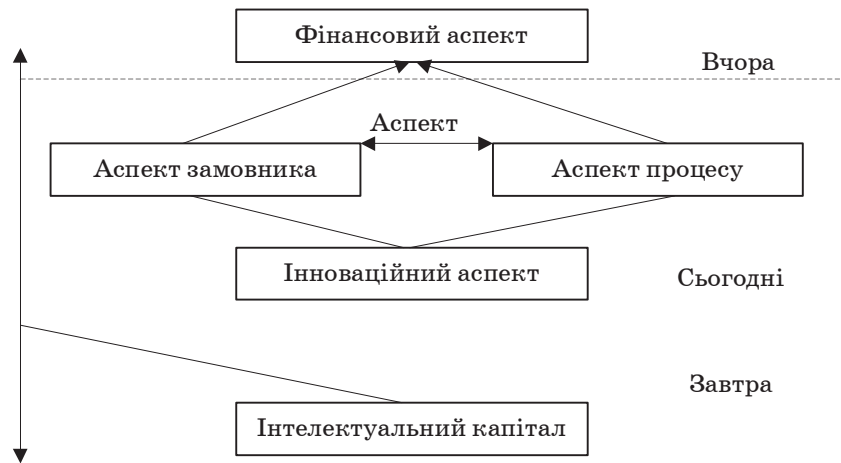 Фінансовий аспект
Вчора
Аспект
Аспект замовника
Аспект процесу
Інноваційний аспект
Сьогодні
Завтра
Інтелектуальний капітал